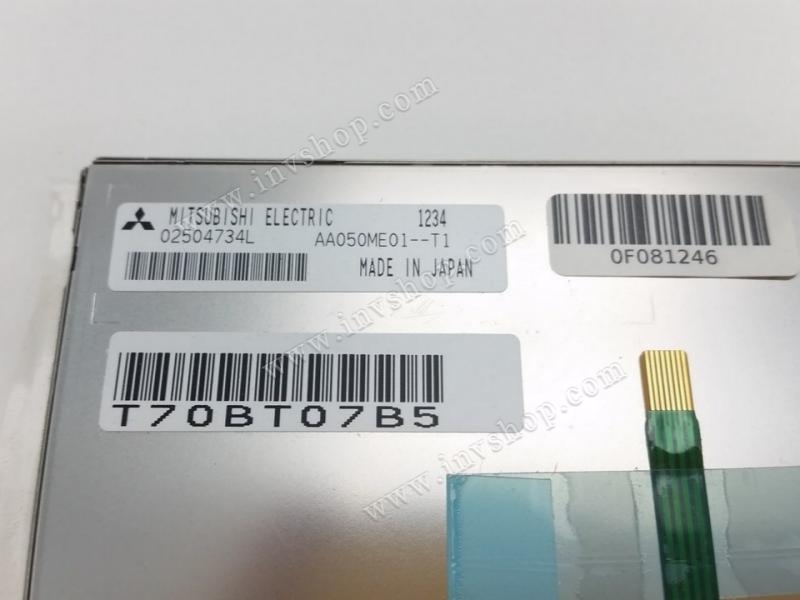 MITSUBISHI ELECTRIC 1234
02504734L AA050ME01--T1
MADE IN JAPAN
0F081246
T70BT07B5
www.invshop.com
www.invshop.com
www.invshop.com
www.invshop.com